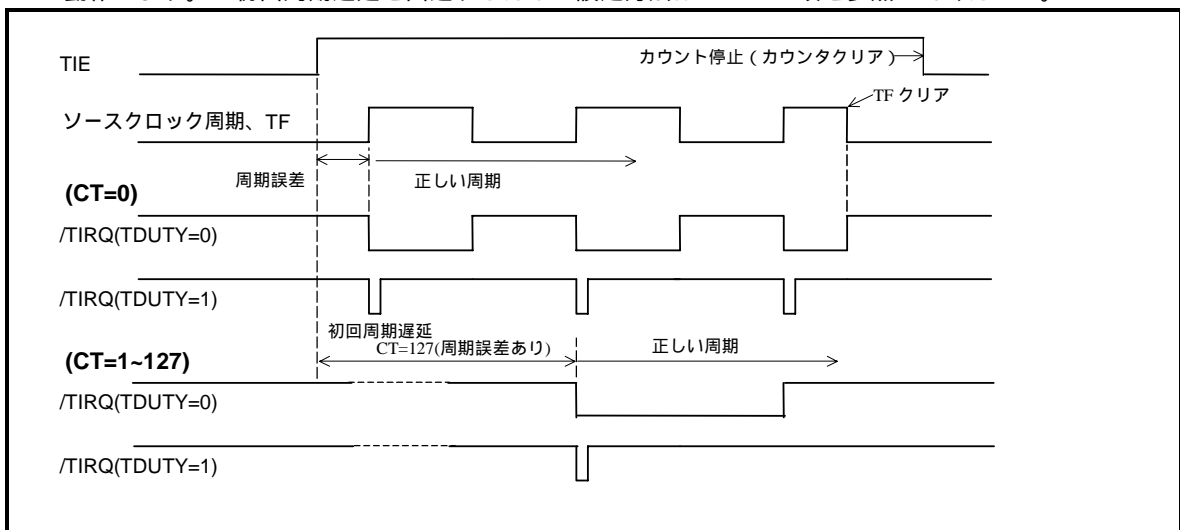 TIE
カウント停止(カウンタクリア)
TF クリア
ソースクロック周期、TF
周期誤差
正しい周期
(CT=0)
/TIRQ(TDUTY=0)
/TIRQ(TDUTY=1)
初回周期遅延
CT=127(周期誤差あり)
正しい周期
(CT=1~127)
/TIRQ(TDUTY=0)
/TIRQ(TDUTY=1)